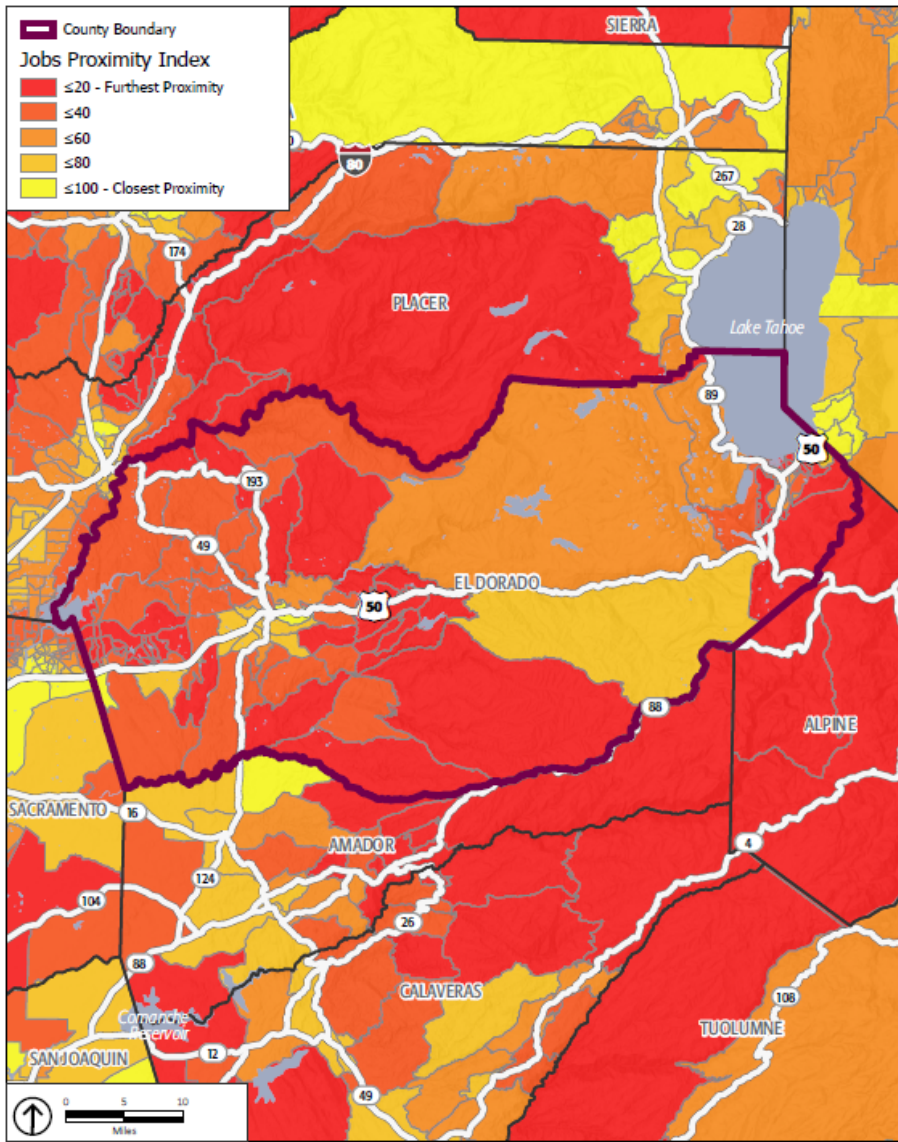 County Boundary
Jobs Proximity Index
≤20 - Furthest Proximity
≤40
≤60
≤80
≤100 - Closest Proximity
SIERRA
80
267
174
28
PLACER
Lake Tahoe
89
50
193
49
EL DORADO
50
88
ALPINE
SACRAMENTO
16
AMADOR
4
124
104
26
88
CALAVERAS
108
Comanche
Reservoir
TUOLUMNE
SAN JOAQUIN
12
49
0 5 10
Miles